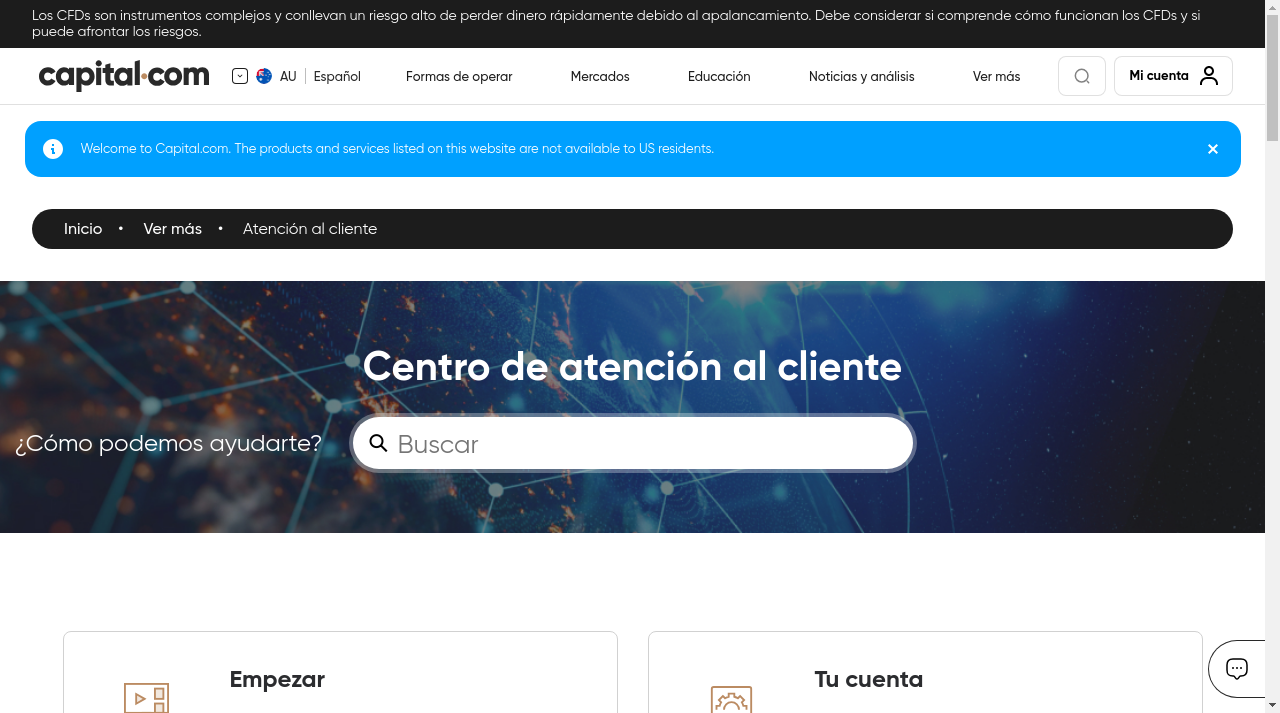 Los CFDs son instrumentos complejos y conllevan un riesgo alto de perder dinero rápidamente debido al apalancamiento. Debe considerar si comprende cómo funcionan los CFDs y si
puede afrontar los riesgos.
capital.com
AU
Español
Formas de operar
Mercados
Educación
Noticias y análisis
Ver más
Mi cuenta
Welcome to Capital.com. The products and services listed on this website are not available to US residents.
Inicio • Ver más • Atención al cliente
Centro de atención al cliente
¿Cómo podemos ayudarte?
Buscar
Empezar
Tu cuenta